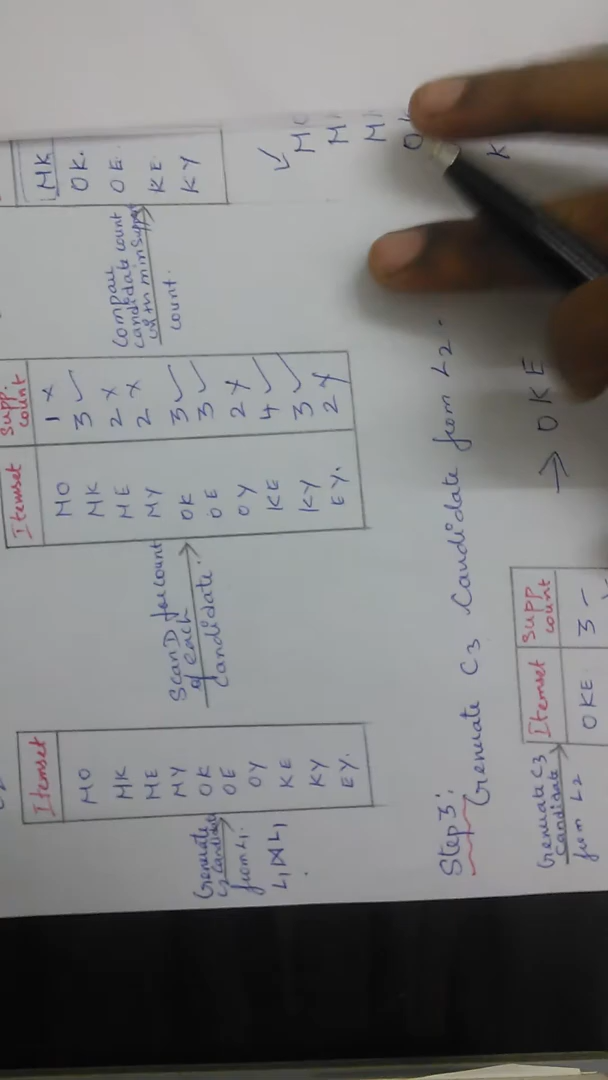 Itemset
MO
MK
ME
MY
OK
OE
OY
KE
KY
EY.
Generate
C2 candidate
from L1.
L1 ⋈ L1
Scan D for count
of each
candidate.
Itemset Supp. count
MO 1 x
MK 3 ✓
ME 2 x
MY 2 x
OK 3 ✓
OE 3 ✓
OY 2 x
KE 4 ✓
KY 3 ✓
EY. 2 x
Compare
candidate count
with min supp
count.
MK
OK.
OE.
KE
KY
Step 3:
Generate C3 candidate from L2.
Generate C3
candidate
from L2
Itemset Supp count
OKE 3
→ OKE